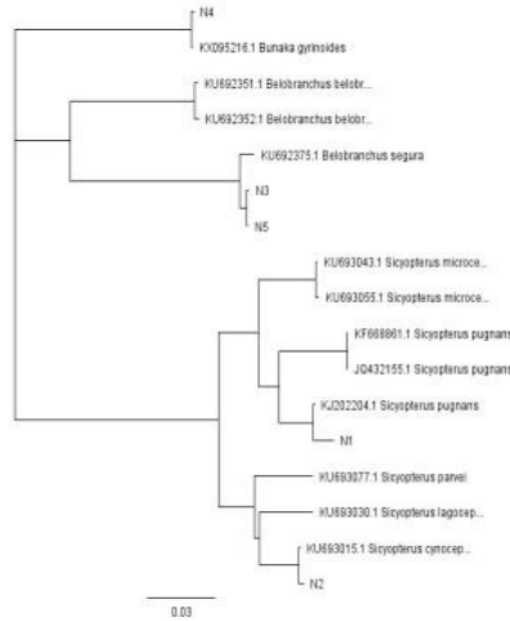 N4
KX095216.1 Bunaka gyrinoides
KU692351.1 Belobranchus belobr...
KU692352.1 Belobranchus belobr...
KU692375.1 Belobranchus segura
N3
N5
KU693043.1 Sicyopterus microce...
KU693055.1 Sicyopterus microce...
KF668861.1 Sicyopterus pugnans
JQ432155.1 Sicyopterus pugnans
KJ202204.1 Sicyopterus pugnans
N1
KU693077.1 Sicyopterus parvei
KU693030.1 Sicyopterus lagocep...
KU693015.1 Sicyopterus cynocep...
N2
0.03